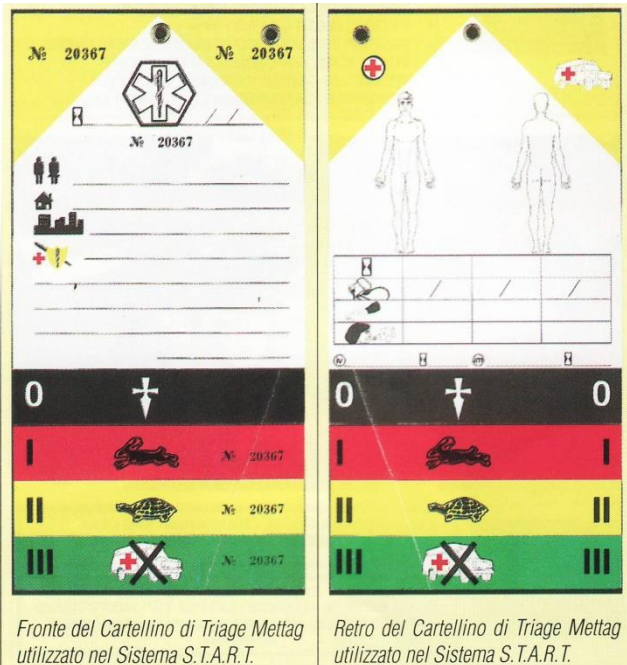 № 20367
№ 20367
/ /
№ 20367
0
I
№ 20367
II
№ 20367
III
№ 20367
Fronte del Cartellino di Triage Mettag
utilizzato nel Sistema S.T.A.R.T.
/ / /
IV
im
0 0
I I
II II
III III
Retro del Cartellino di Triage Mettag
utilizzato nel Sistema S.T.A.R.T.